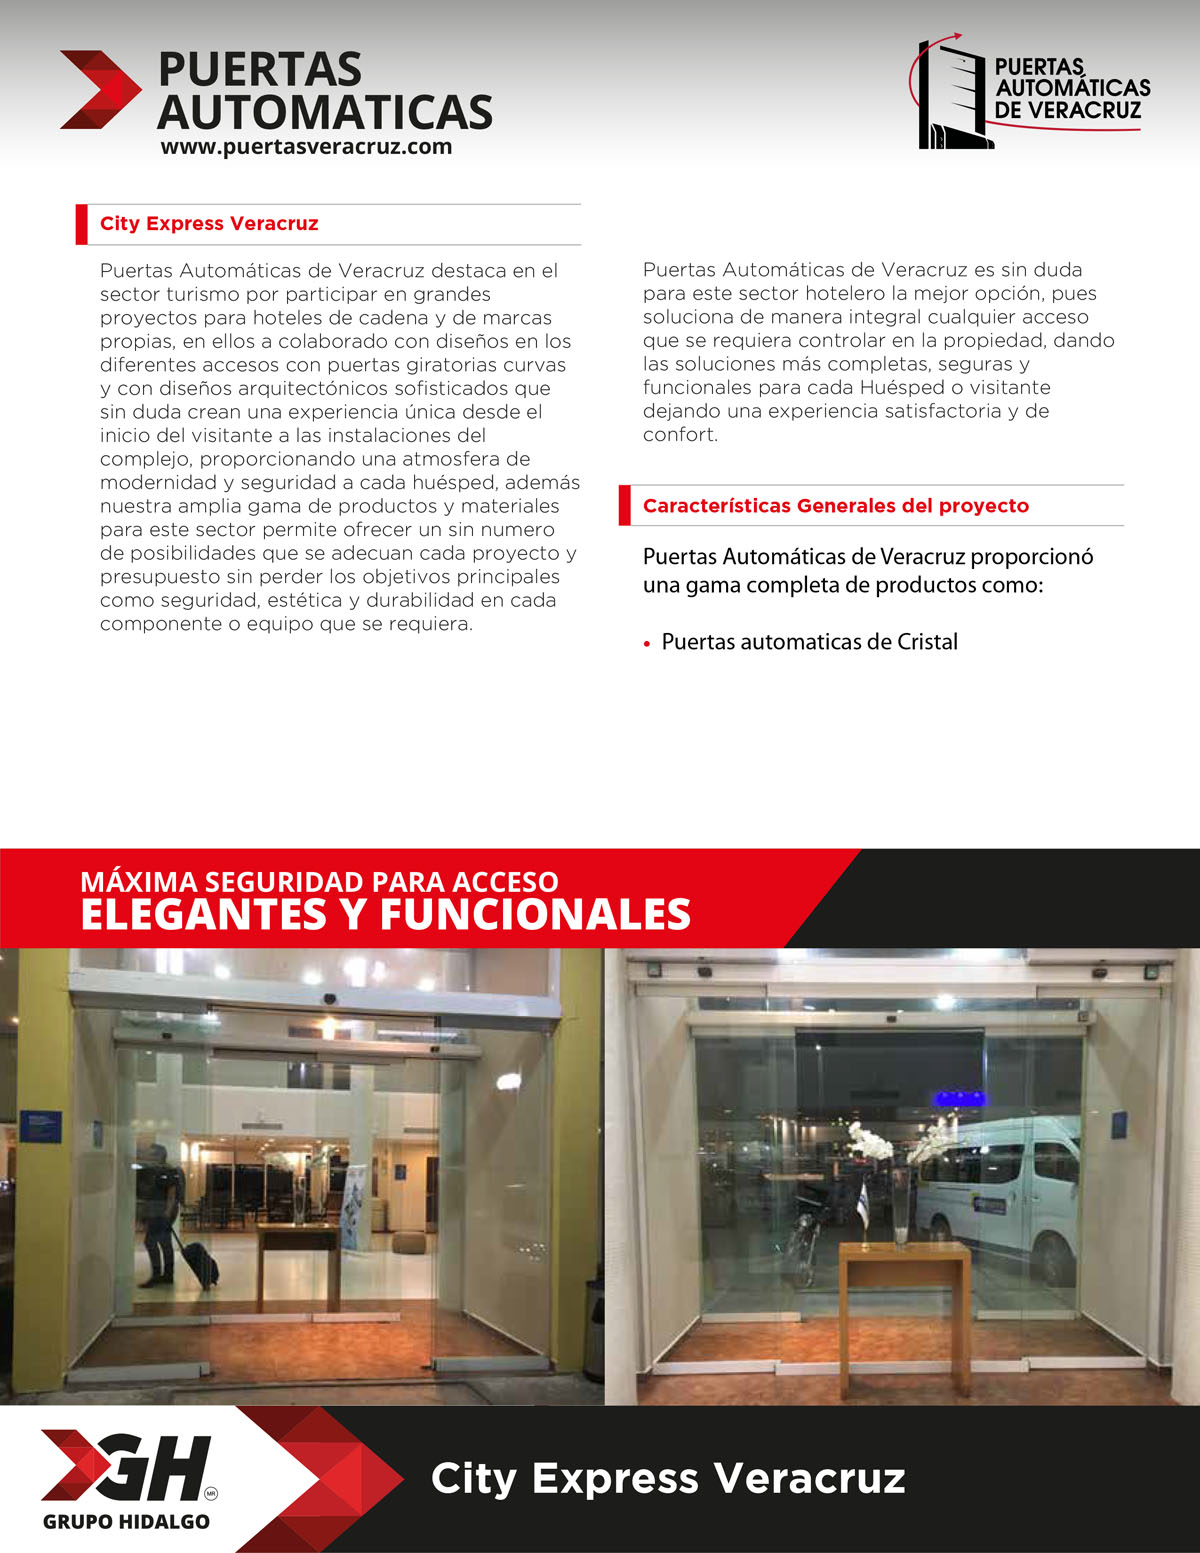 PUERTAS
AUTOMATICAS
www.puertasveracruz.com
PUERTAS
AUTOMÁTICAS
DE VERACRUZ
City Express Veracruz
Puertas Automáticas de Veracruz destaca en el
sector turismo por participar en grandes
proyectos para hoteles de cadena y de marcas
propias, en ellos a colaborado con diseños en los
diferentes accesos con puertas giratorias curvas
y con diseños arquitectónicos sofisticados que
sin duda crean una experiencia única desde el
inicio del visitante a las instalaciones del
complejo, proporcionando una atmosfera de
modernidad y seguridad a cada huésped, además
nuestra amplia gama de productos y materiales
para este sector permite ofrecer un sin numero
de posibilidades que se adecuan cada proyecto y
presupuesto sin perder los objetivos principales
como seguridad, estética y durabilidad en cada
componente o equipo que se requiera.
Puertas Automáticas de Veracruz es sin duda
para este sector hotelero la mejor opción, pues
soluciona de manera integral cualquier acceso
que se requiera controlar en la propiedad, dando
las soluciones más completas, seguras y
funcionales para cada Huésped o visitante
dejando una experiencia satisfactoria y de
confort.
Características Generales del proyecto
Puertas Automáticas de Veracruz proporcionó
una gama completa de productos como:
• Puertas automaticas de Cristal
MÁXIMA SEGURIDAD PARA ACCESO
ELEGANTES Y FUNCIONALES
GH
MR
GRUPO HIDALGO
City Express Veracruz